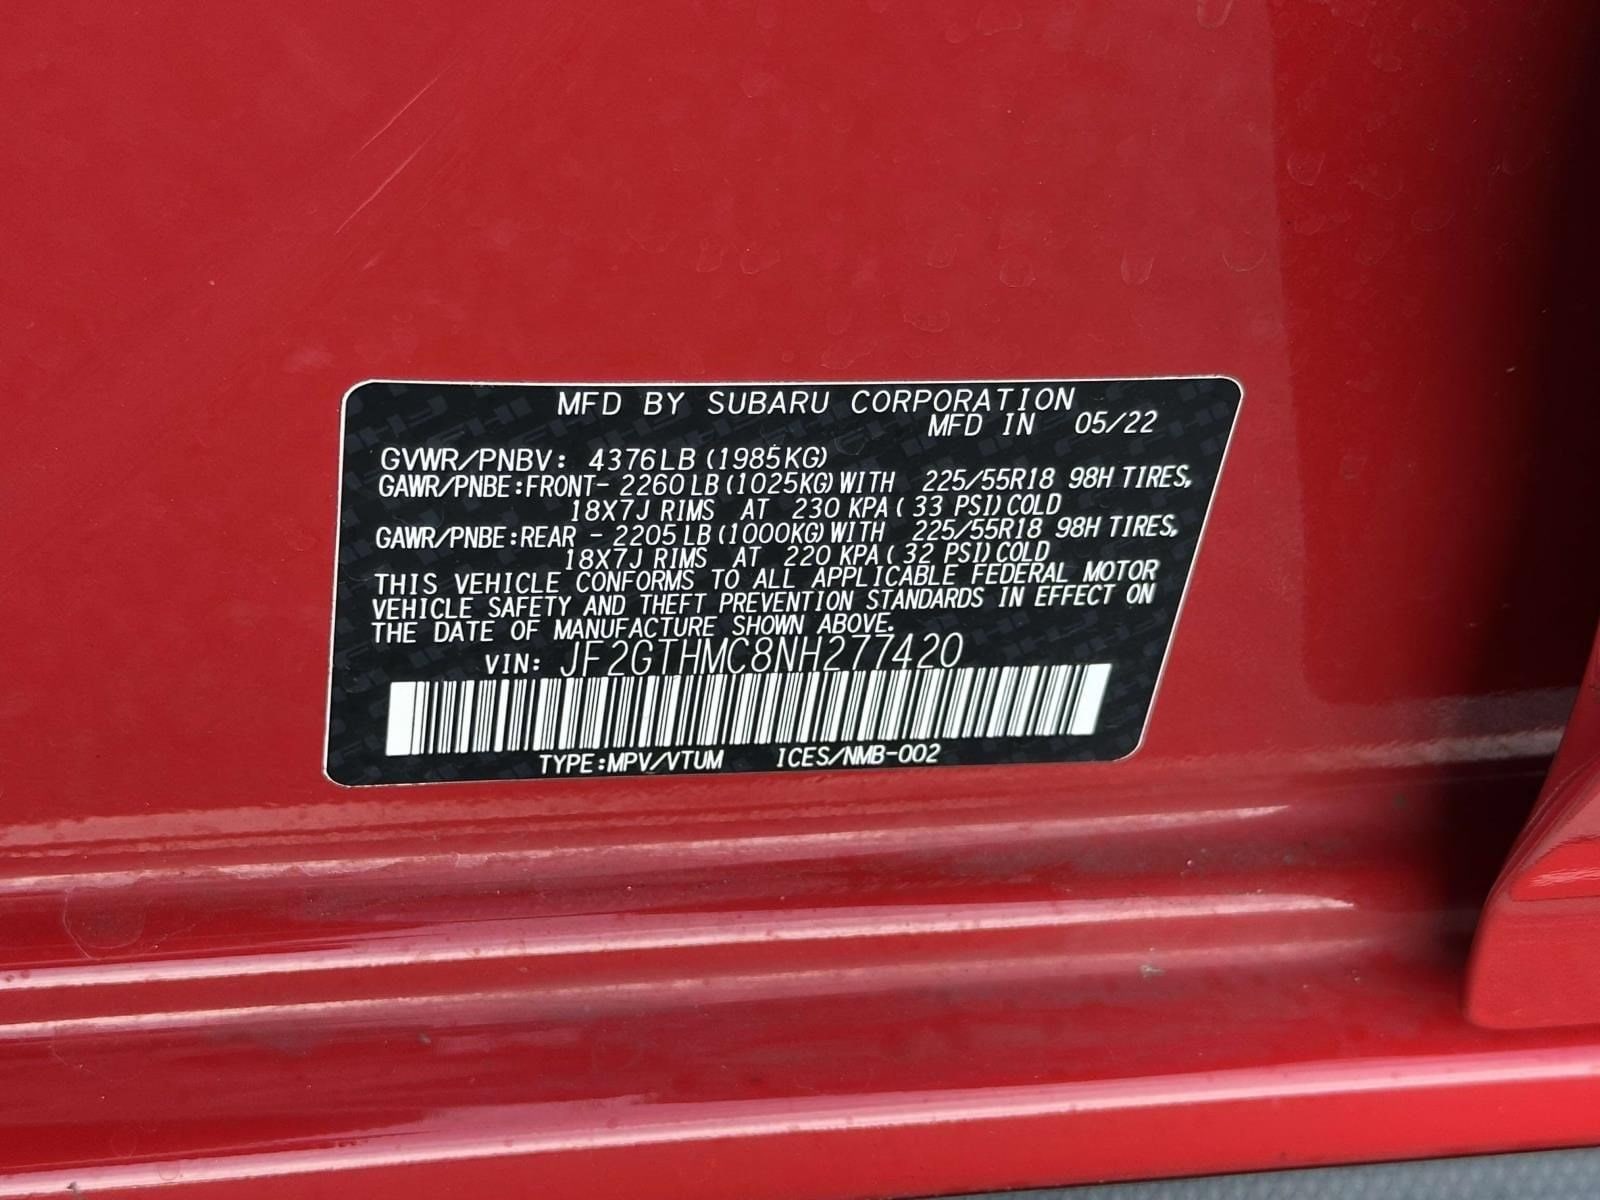 MFD BY SUBARU CORPORATION
MFD IN 05/22
GVWR/PNBV: 4376LB (1985KG)
GAWR/PNBE:FRONT- 2260LB (1025KG) WITH 225/55R18 98H TIRES,
18X7J RIMS AT 230 KPA( 33 PSI) COLD
GAWR/PNBE:REAR - 2205LB (1000KG) WITH 225/55R18 98H TIRES,
18X7J RIMS AT 220 KPA( 32 PSI) COLD
THIS VEHICLE CONFORMS TO ALL APPLICABLE FEDERAL MOTOR
VEHICLE SAFETY AND THEFT PREVENTION STANDARDS IN EFFECT ON
THE DATE OF MANUFACTURE SHOWN ABOVE.
VIN: JF2GTHMC8NH277420
TYPE:MPV/VTUM ICES/NMB-002